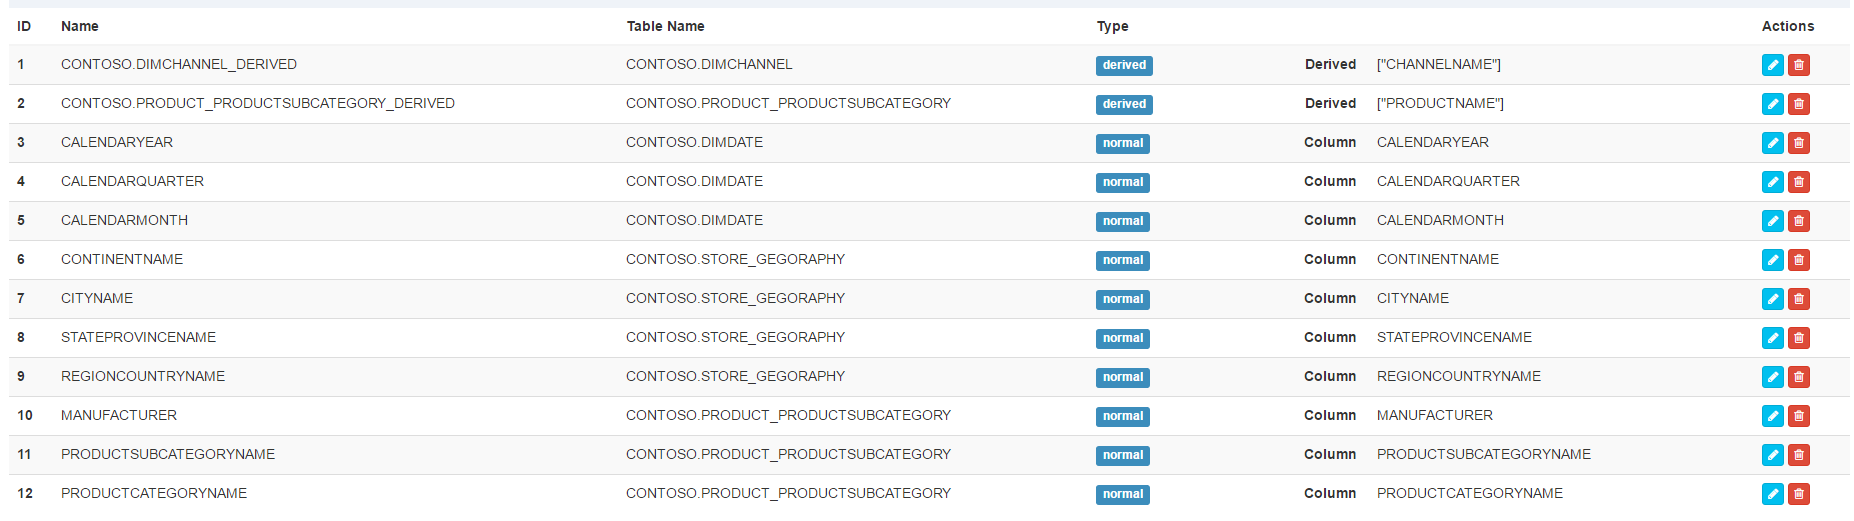 ID Name Table Name Type Actions
1 CONTOSO.DIMCHANNEL_DERIVED CONTOSO.DIMCHANNEL derived Derived ["CHANNELNAME"]
2 CONTOSO.PRODUCT_PRODUCTSUBCATEGORY_DERIVED CONTOSO.PRODUCT_PRODUCTSUBCATEGORY derived Derived ["PRODUCTNAME"]
3 CALENDARYEAR CONTOSO.DIMDATE normal Column CALENDARYEAR
4 CALENDARQUARTER CONTOSO.DIMDATE normal Column CALENDARQUARTER
5 CALENDARMONTH CONTOSO.DIMDATE normal Column CALENDARMONTH
6 CONTINENTNAME CONTOSO.STORE_GEGORAPHY normal Column CONTINENTNAME
7 CITYNAME CONTOSO.STORE_GEGORAPHY normal Column CITYNAME
8 STATEPROVINCENAME CONTOSO.STORE_GEGORAPHY normal Column STATEPROVINCENAME
9 REGIONCOUNTRYNAME CONTOSO.STORE_GEGORAPHY normal Column REGIONCOUNTRYNAME
10 MANUFACTURER CONTOSO.PRODUCT_PRODUCTSUBCATEGORY normal Column MANUFACTURER
11 PRODUCTSUBCATEGORYNAME CONTOSO.PRODUCT_PRODUCTSUBCATEGORY normal Column PRODUCTSUBCATEGORYNAME
12 PRODUCTCATEGORYNAME CONTOSO.PRODUCT_PRODUCTSUBCATEGORY normal Column PRODUCTCATEGORYNAME